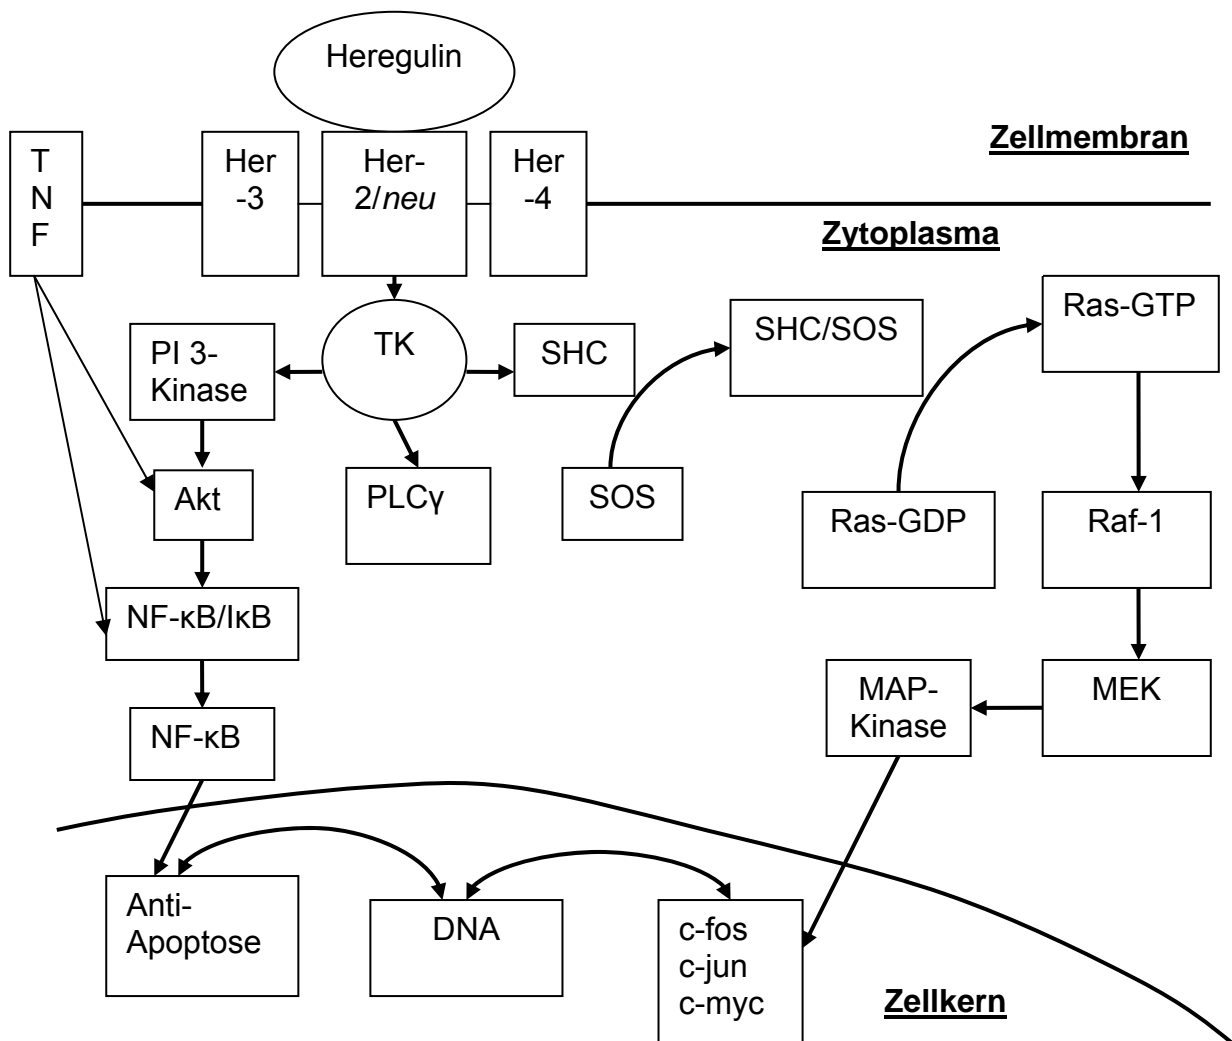 Heregulin
T
N
F
Her
-3
Her-
2/neu
Her
-4
Zellmembran
Zytoplasma
PI 3-
Kinase
TK
SHC
SHC/SOS
Ras-GTP
Akt
PLCγ
SOS
Ras-GDP
Raf-1
NF-κB/IκB
MAP-
Kinase
MEK
NF-κB
Anti-
Apoptose
DNA
c-fos
c-jun
c-myc
Zellkern